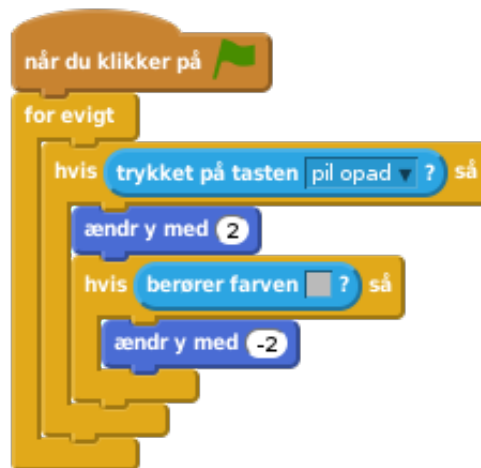 når du klikker på
for evigt
hvis trykket på tasten pil opad ? så
ændr y med 2
hvis berører farven ? så
ændr y med -2